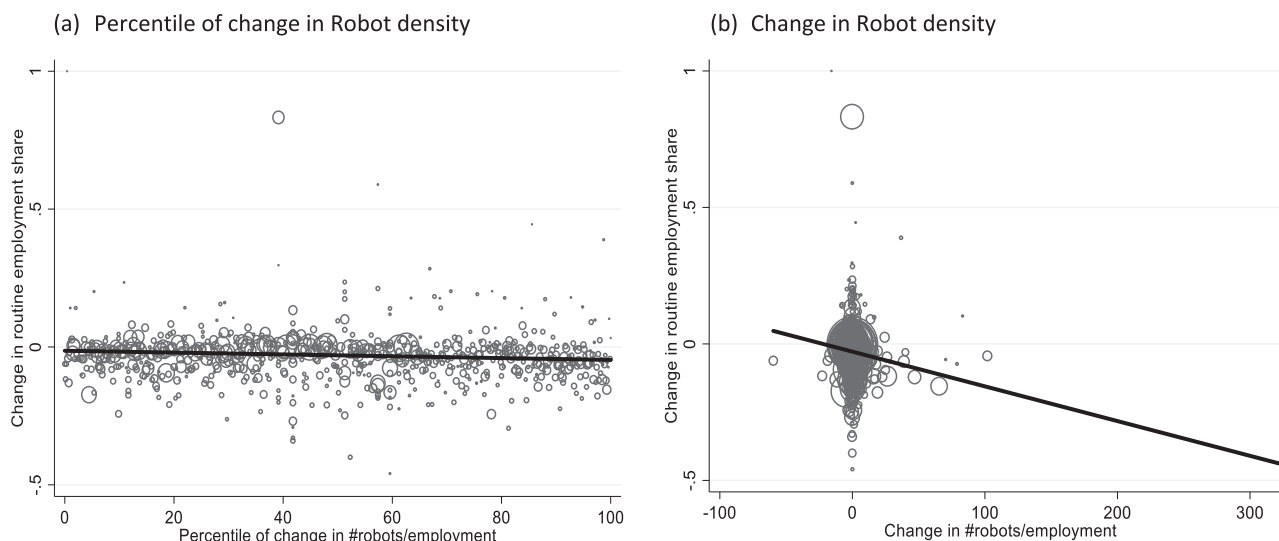 (a) Percentile of change in Robot density
(b) Change in Robot density
Change in routine employment share
1
.5
0
-.5
0 20 40 60 80 100
Percentile of change in #robots/employment
Change in routine employment share
1
.5
0
-.5
-100 0 100 200 300
Change in #robots/employment